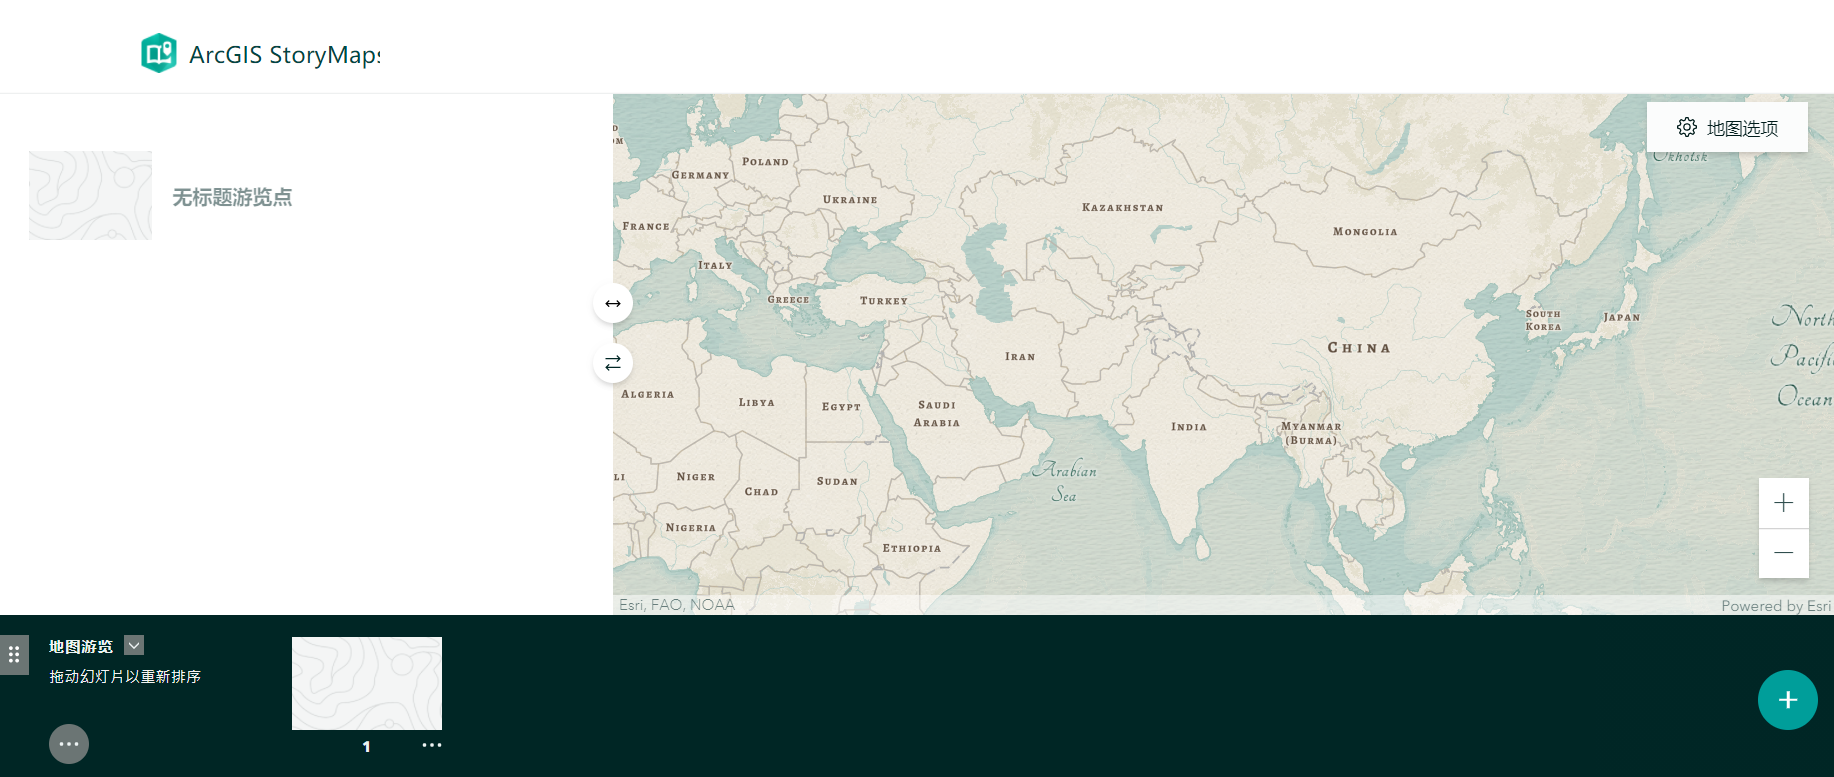 ArcGIS StoryMaps
无标题游览点
地图选项
Okhotsk
POLAND
GERMANY
UKRAINE
KAZAKHSTAN
FRANCE
MONGOLIA
ITALY
GREECE
TURKEY
SOUTH
KOREA
JAPAN
North
Pacific
Ocean
CHINA
IRAN
ALGERIA
LIBYA
EGYPT
SAUDI
ARABIA
INDIA
MYANMAR
(BURMA)
Arabian
Sea
LI
NIGER
CHAD
SUDAN
NIGERIA
ETHIOPIA
Esri, FAO, NOAA
Powered by Esri
地图游览
拖动幻灯片以重新排序
1